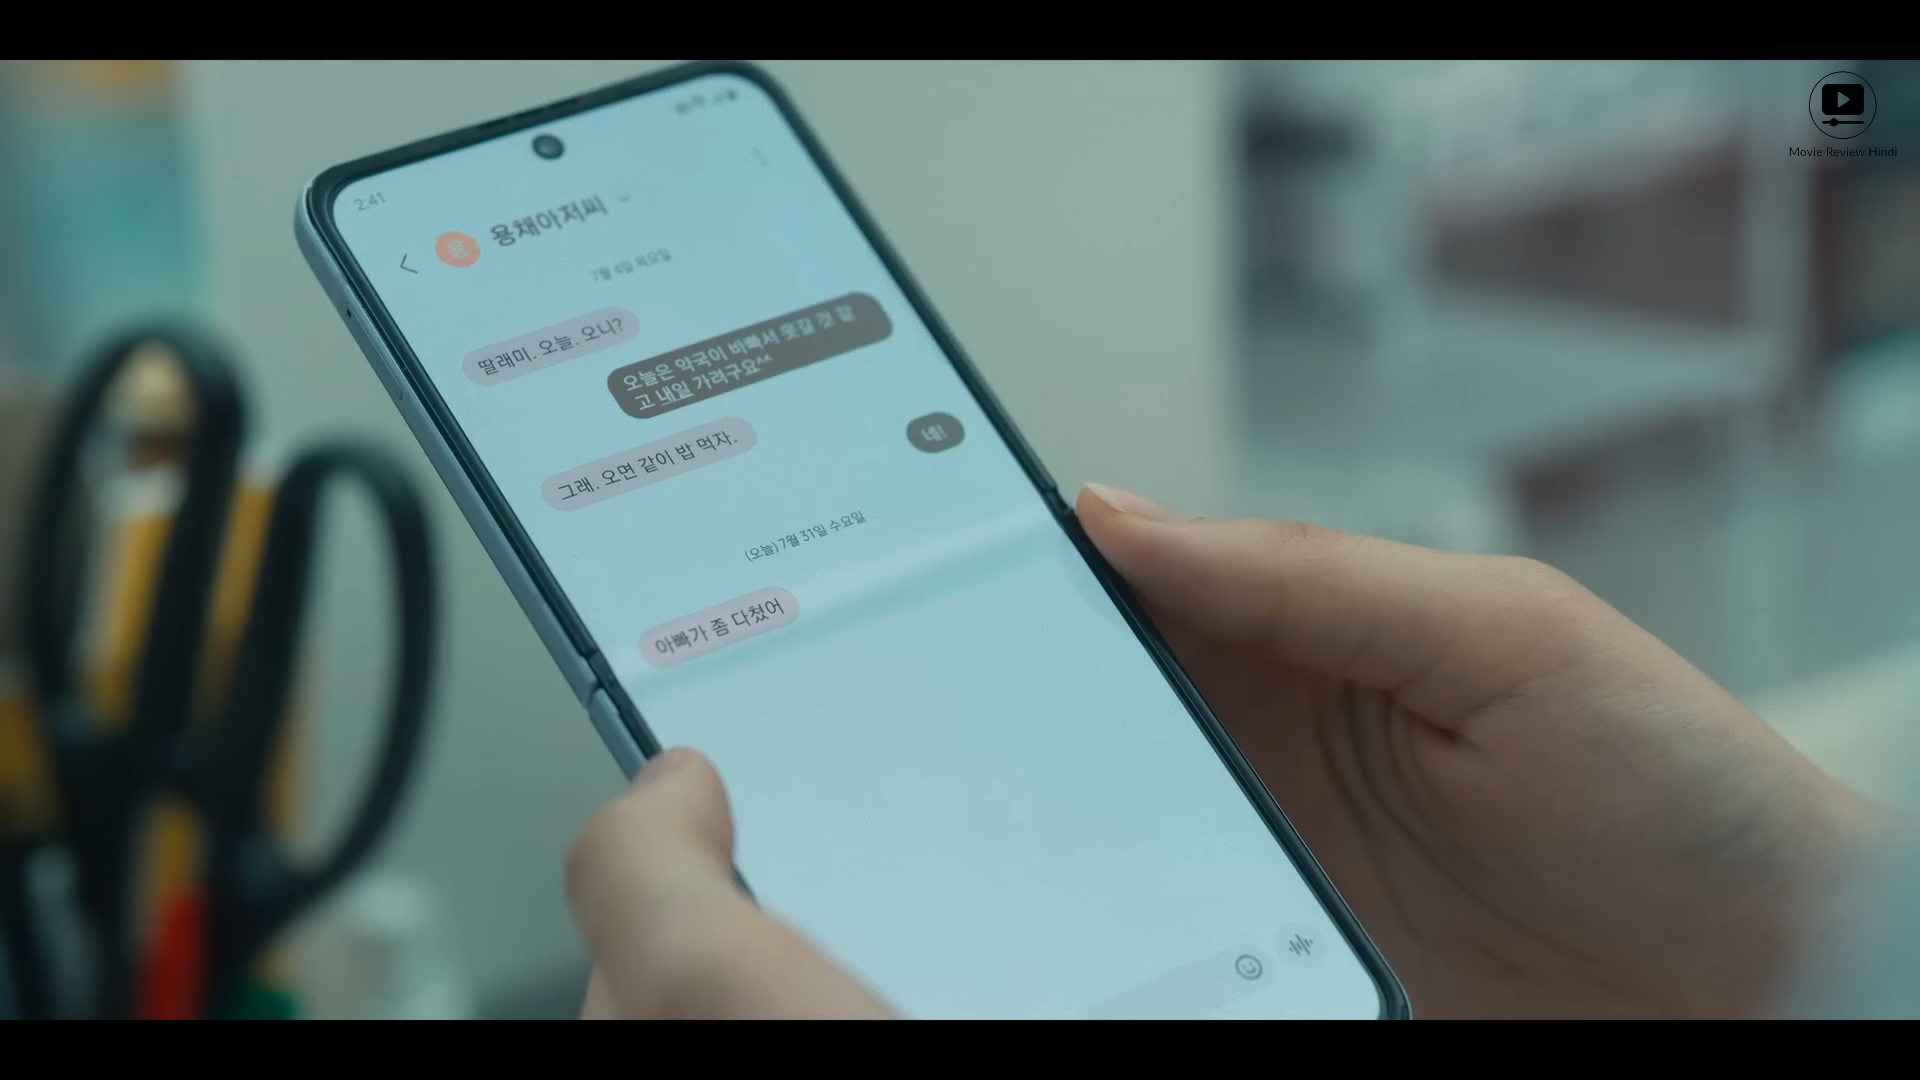 Movie Review Hindi
2:41
용
용채아저씨
7월 4일 목요일
딸래미. 오늘. 오니?
오늘은 약국이 바빠서 못갈 것 같
고 내일 가려구요^^
그래. 오면 같이 밥 먹자.
네!
(오늘) 7월 31일 수요일
아빠가 좀 다쳤어